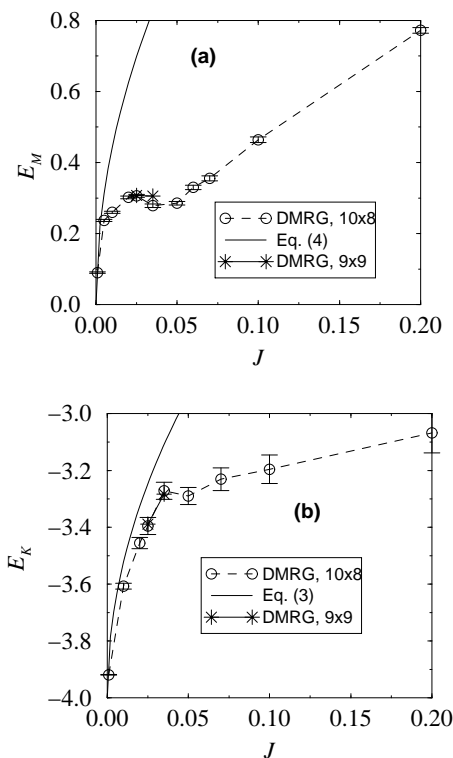 0.8
(a)
0.6
E_M
0.4
0.2
DMRG, 10x8
Eq. (4)
DMRG, 9x9
0.0
0.00 0.05 0.10 0.15 0.20
J
−3.0
−3.2
−3.4
(b)
E_K
−3.6
DMRG, 10x8
Eq. (3)
DMRG, 9x9
−3.8
−4.0
0.00 0.05 0.10 0.15 0.20
J